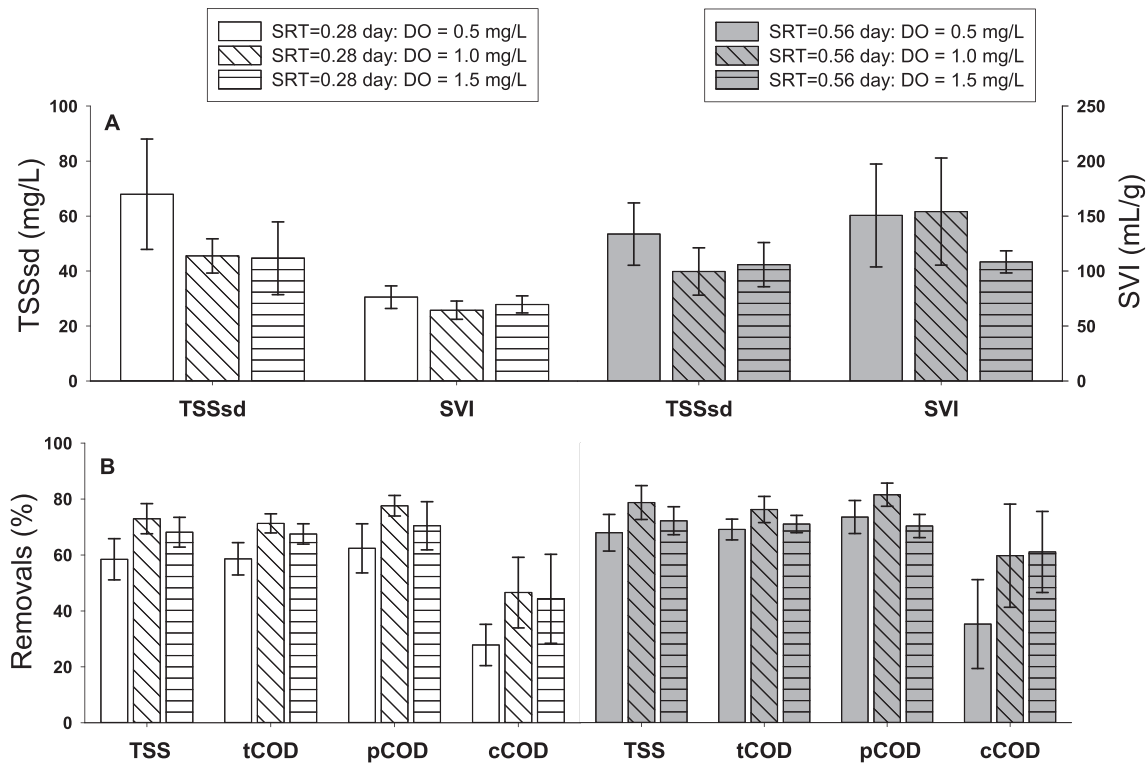 SRT=0.28 day: DO = 0.5 mg/L
SRT=0.28 day: DO = 1.0 mg/L
SRT=0.28 day: DO = 1.5 mg/L
SRT=0.56 day: DO = 0.5 mg/L
SRT=0.56 day: DO = 1.0 mg/L
SRT=0.56 day: DO = 1.5 mg/L
A
TSSsd (mg/L)
100
80
60
40
20
0
SVI (mL/g)
250
200
150
100
50
0
TSSsd SVI TSSsd SVI
B
Removals (%)
100
80
60
40
20
0
TSS tCOD pCOD cCOD TSS tCOD pCOD cCOD